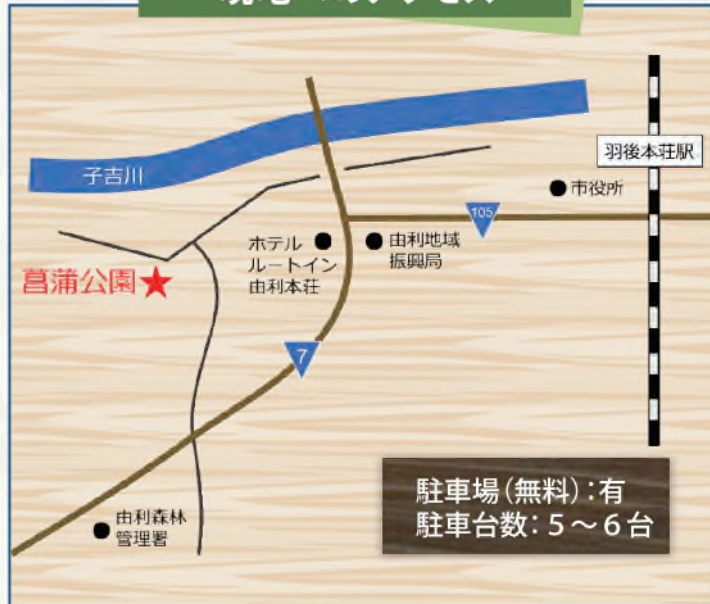 子吉川
羽後本荘駅
市役所
105
ホテル
ルートイン
由利本荘
由利地域
振興局
菖蒲公園
7
由利森林
管理署
駐車場(無料):有
駐車台数:5～6台